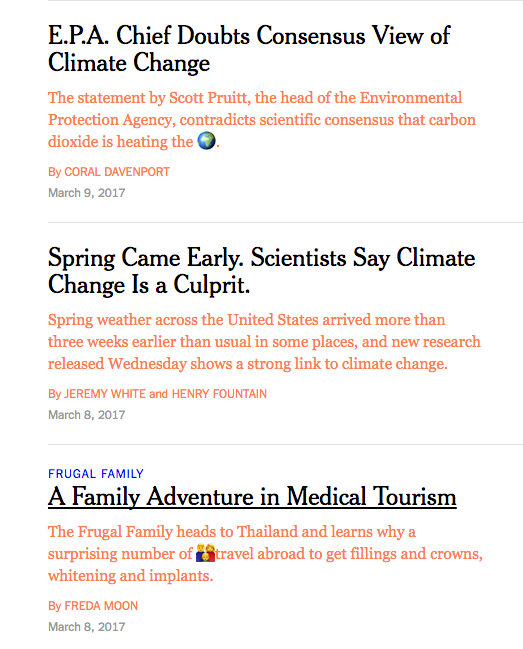 E.P.A. Chief Doubts Consensus View of
Climate Change
The statement by Scott Pruitt, the head of the Environmental
Protection Agency, contradicts scientific consensus that carbon
dioxide is heating the 🌍.
By CORAL DAVENPORT
March 9, 2017
Spring Came Early. Scientists Say Climate
Change Is a Culprit.
Spring weather across the United States arrived more than
three weeks earlier than usual in some places, and new research
released Wednesday shows a strong link to climate change.
By JEREMY WHITE and HENRY FOUNTAIN
March 8, 2017
FRUGAL FAMILY
A Family Adventure in Medical Tourism
The Frugal Family heads to Thailand and learns why a
surprising number of 👫travel abroad to get fillings and crowns,
whitening and implants.
By FREDA MOON
March 8, 2017